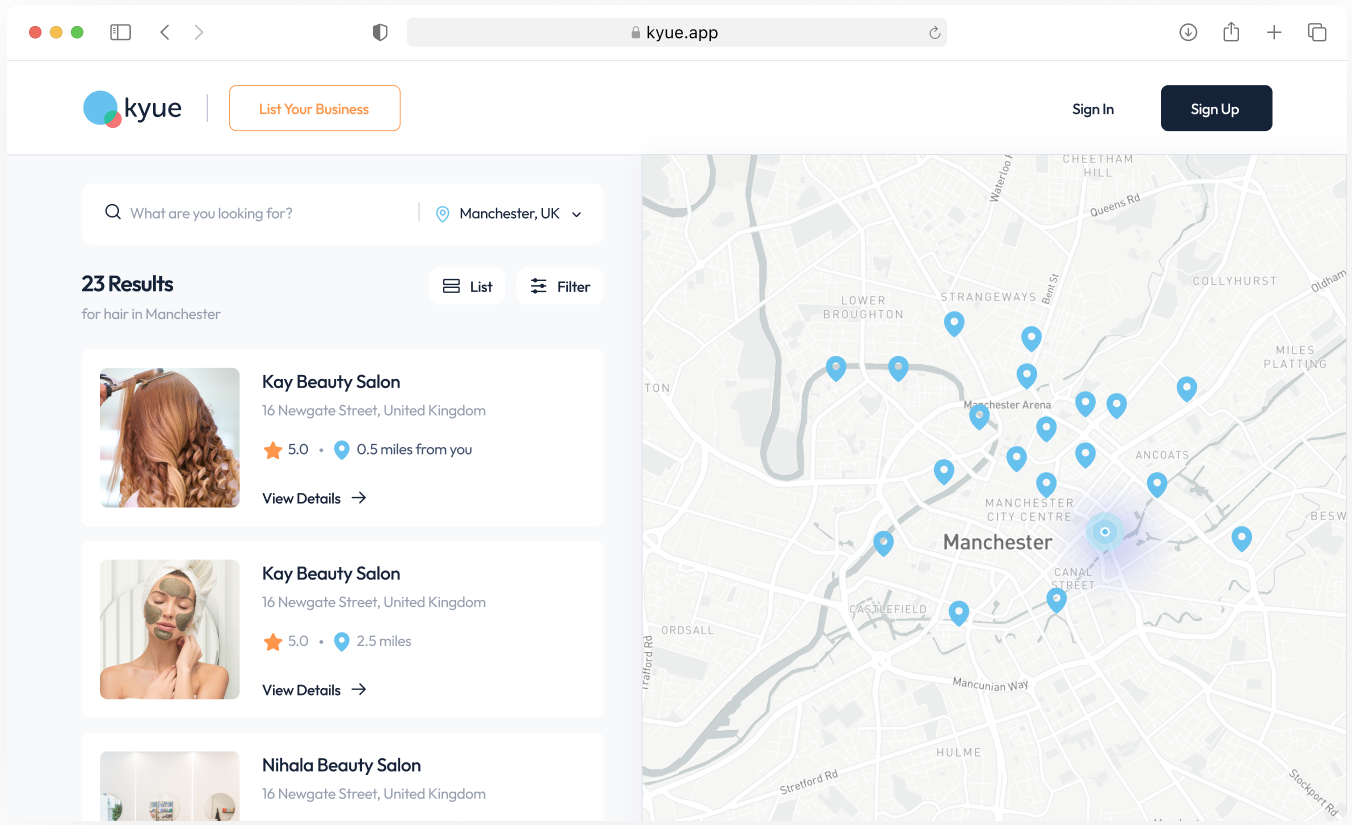 kyue.app
kyue
List Your Business
Sign In
Sign Up
What are you looking for?
Manchester, UK
23 Results
for hair in Manchester
List
Filter
Kay Beauty Salon
16 Newgate Street, United Kingdom
5.0 • 0.5 miles from you
View Details
Kay Beauty Salon
16 Newgate Street, United Kingdom
5.0 • 2.5 miles
View Details
Nihala Beauty Salon
16 Newgate Street, United Kingdom
CHEETHAM
HILL
Queens Rd
COLLYHURST
Oldham
STRANGEWAYS
Bent St
LOWER
BROUGHTON
MILES
PLATTING
TON
Manchester Arena
ANCOATS
MANCHESTER
CITY CENTRE
BESW
Manchester
CANAL
STREET
CASTLEFIELD
ORDSALL
Trafford Rd
Mancunian Way
HULME
Stretford Rd
Stockport Rd